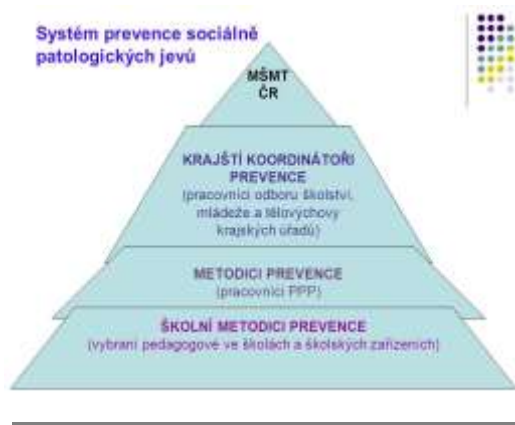 Systém prevence sociálně
patologických jevů
MŠMT
ČR
KRAJŠTÍ KOORDINÁTOŘI
PREVENCE
(pracovníci odboru školství,
mládeže a tělovýchovy
krajských úřadů)
METODICI PREVENCE
(pracovníci PPP)
ŠKOLNÍ METODICI PREVENCE
(vybraní pedagogové ve školách a školských zařízeních)